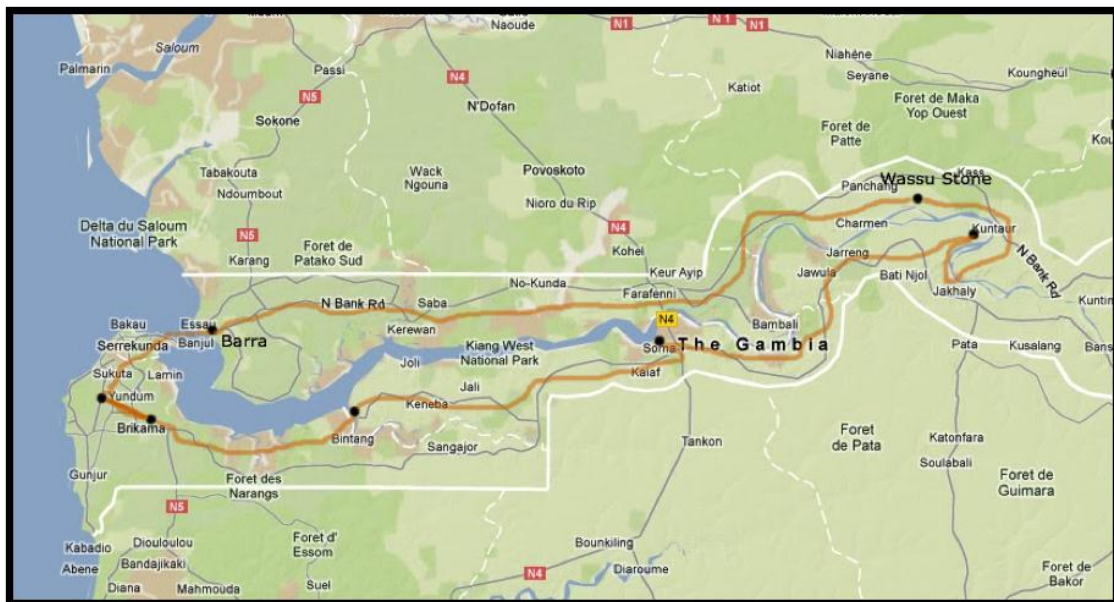 Saloum
Palmarin
Passi
N5
Sokone
Tabakouta
Ndoumbout
Delta du Saloum
National Park
N5
Karang
Foret de
Patako Sud
Naoude
N4
N'Dofan
N1
N 1
N1
Katiot
Niahène
Seyane
Koungheül
Foret de Maka
Yop Ouest
Foret de
Patte
Kou
Wack
Ngouna
Povoskoto
Nioro du Rip
N4
Kohel
Keur Ayip
Panchang
Wassu Stone
Kass
Charmen
Kuntaur
Jarreng
Jawula
Bati Njol
N Bank Rd
Jakhaly
Kuntim
No-Kunda
Farafenni
Saba
N Bank Rd
Essau
Bakau
Banjul
Barra
Serrekunda
Kerewan
N4
Bambali
Kiang West
National Park
Soma
The Gambia
Joli
Pata
Kusalang
Bans
Sukuta
Lamin
Kaiaf
Jali
Yundum
Keneba
Brikama
Bintang
Sangajor
Tankon
Foret
de Pata
Katonfara
Soulabali
Gunjur
Foret des
Narangs
Foret de
Guimara
N5
Kabadio
Abene
Diouloulou
Bandajikaki
Foret d'
Essom
Bounkiling
Diaroume
Diana
Mahmouda
Suel
N4
Foret de
Bakor